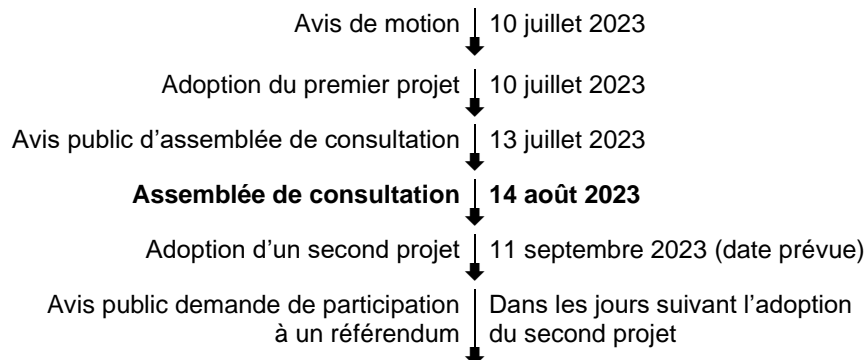 Avis de motion 10 juillet 2023
Adoption du premier projet 10 juillet 2023
Avis public d’assemblée de consultation 13 juillet 2023
Assemblée de consultation 14 août 2023
Adoption d’un second projet 11 septembre 2023 (date prévue)
Avis public demande de participation Dans les jours suivant l’adoption
à un référendum du second projet